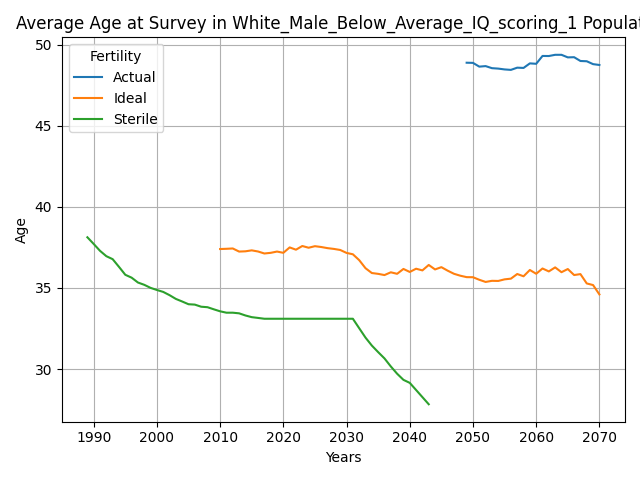 Average Age at Survey in White_Male_Below_Average_IQ_scoring_1
Fertility
Actual
Ideal
Sterile
50
45
40
35
30
Age
1990 2000 2010 2020 2030 2040 2050 2060 2070
Years